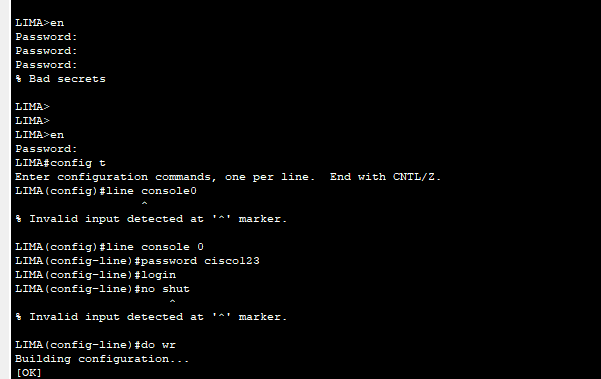 LIMA>en
Password:
Password:
Password:
% Bad secrets
LIMA>
LIMA>
LIMA>en
Password:
LIMA#config t
Enter configuration commands, one per line.  End with CNTL/Z.
LIMA(config)#line console0
^
% Invalid input detected at '^' marker.
LIMA(config)#line console 0
LIMA(config-line)#password cisco123
LIMA(config-line)#login
LIMA(config-line)#no shut
^
% Invalid input detected at '^' marker.
LIMA(config-line)#do wr
Building configuration...
[OK]